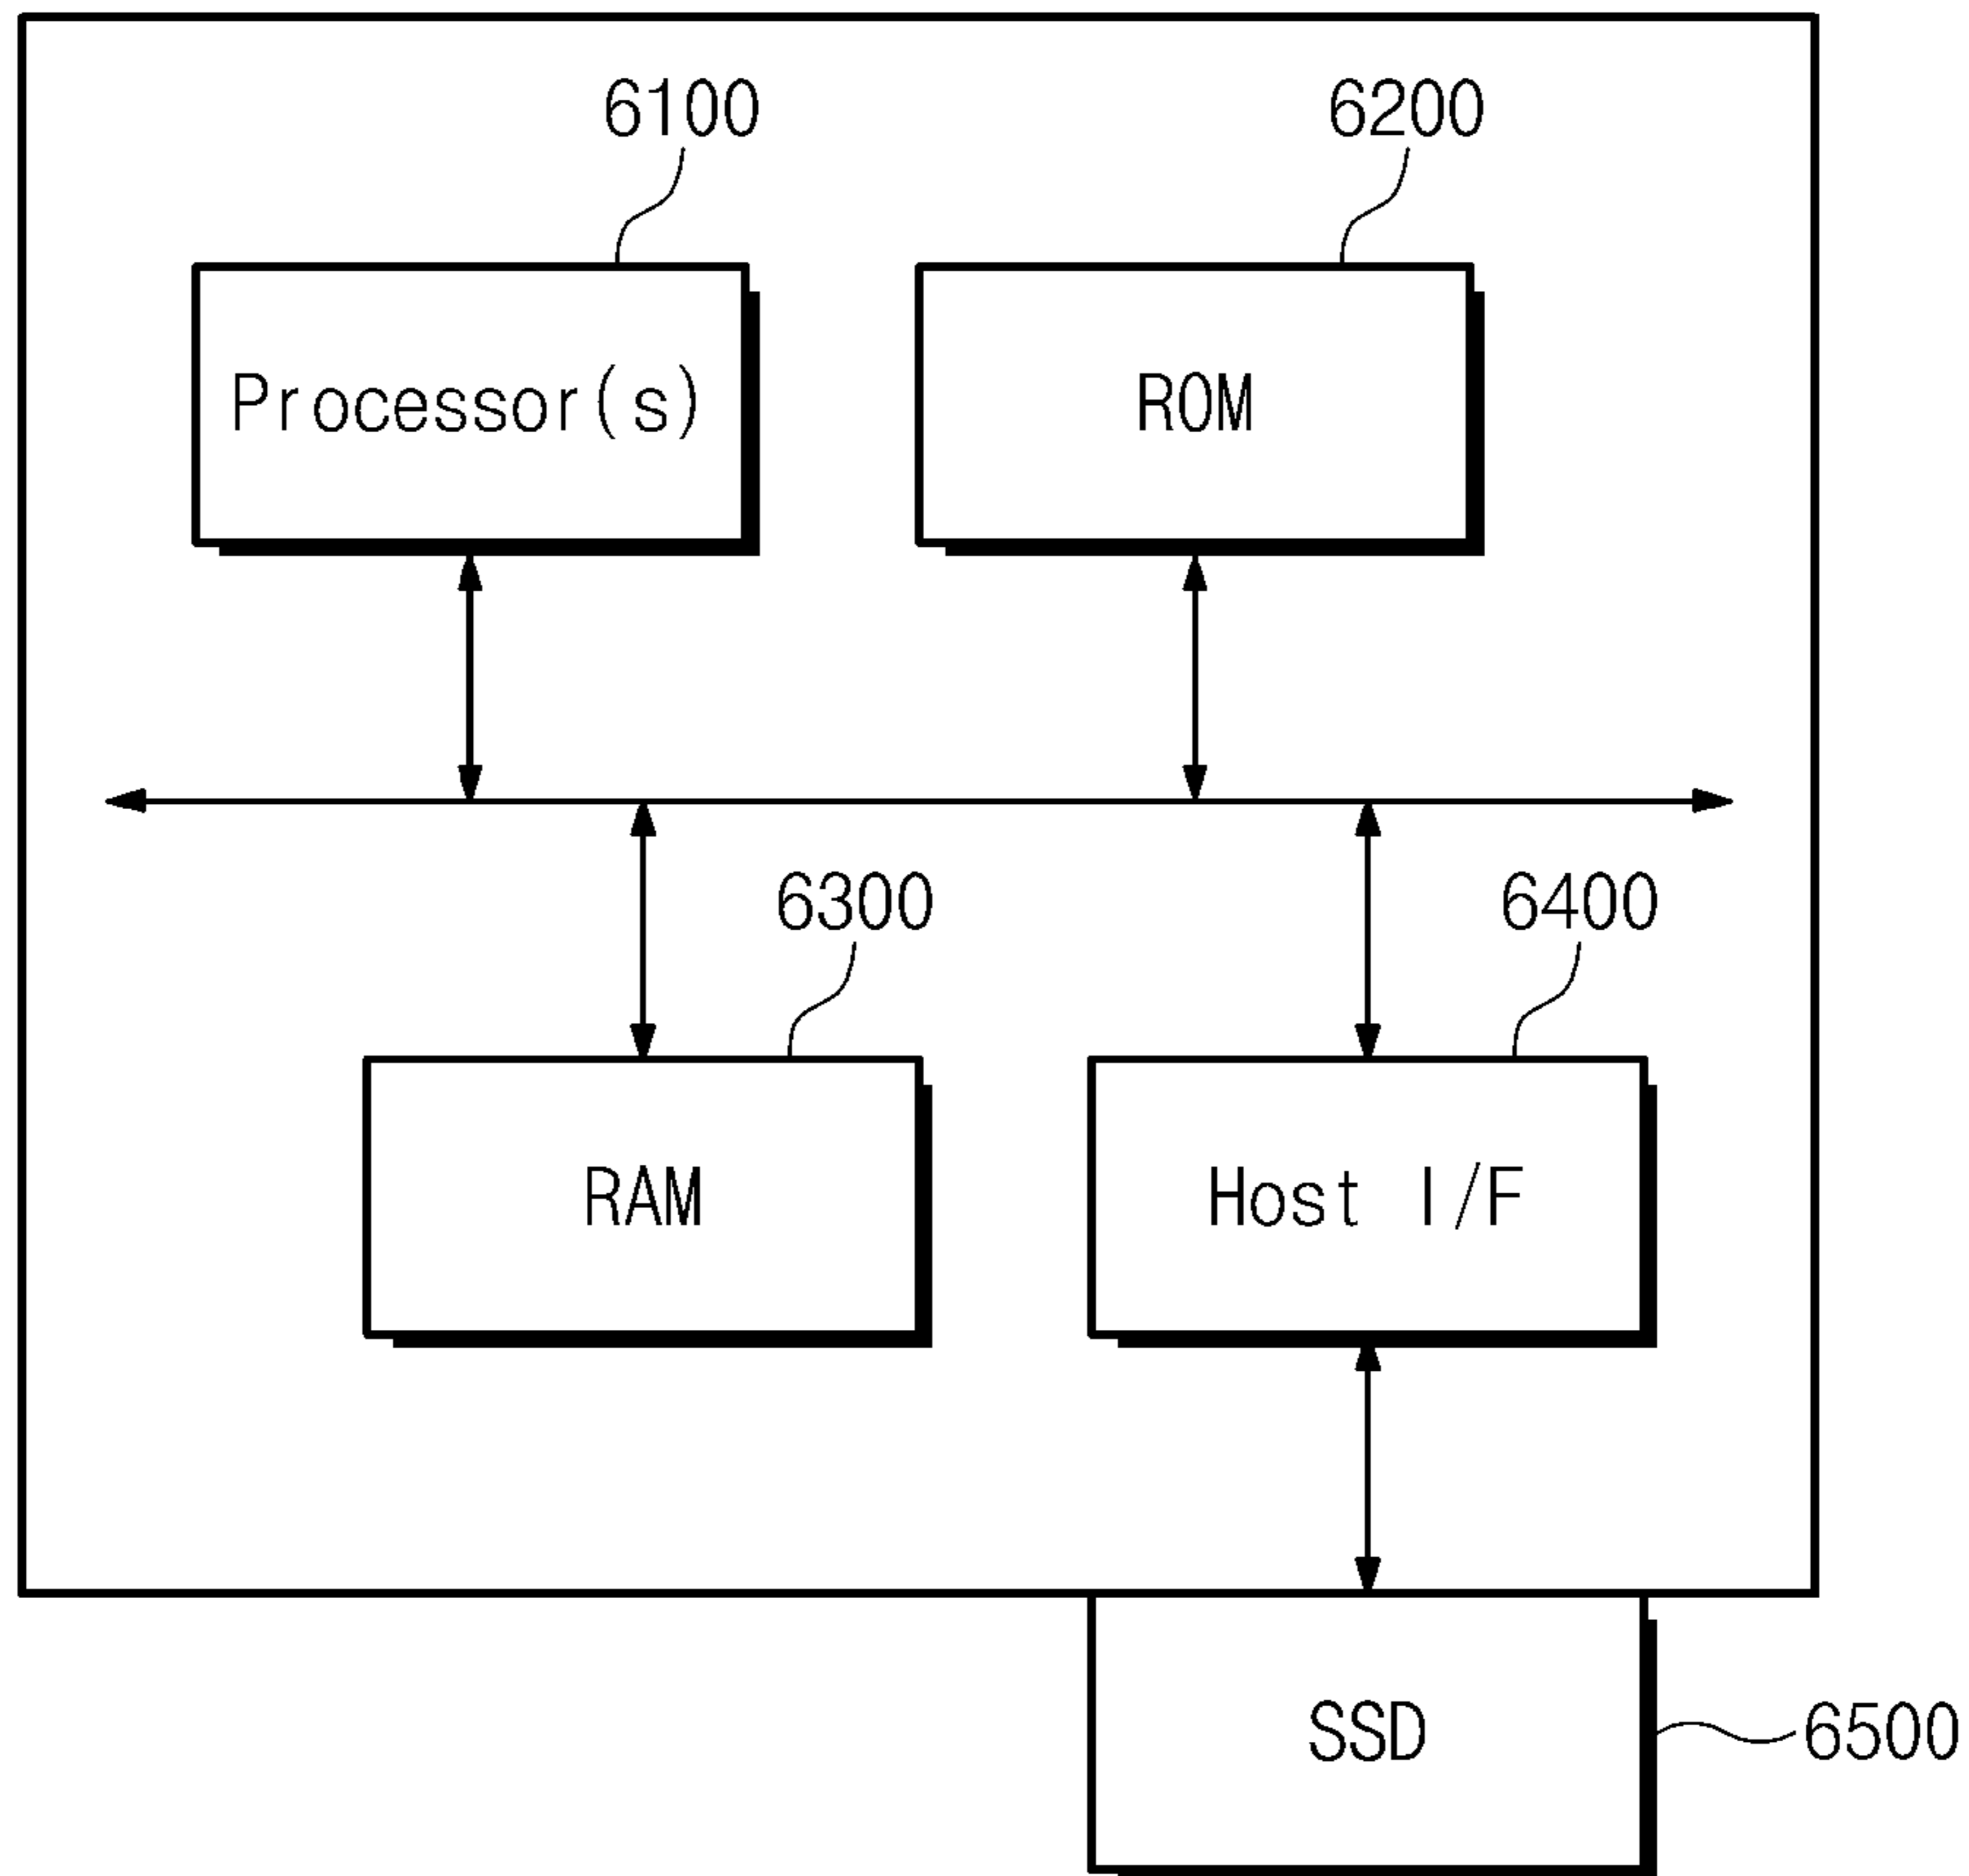 6100
6200
Processor(s)
ROM
6300
6400
RAM
Host I/F
SSD
6500